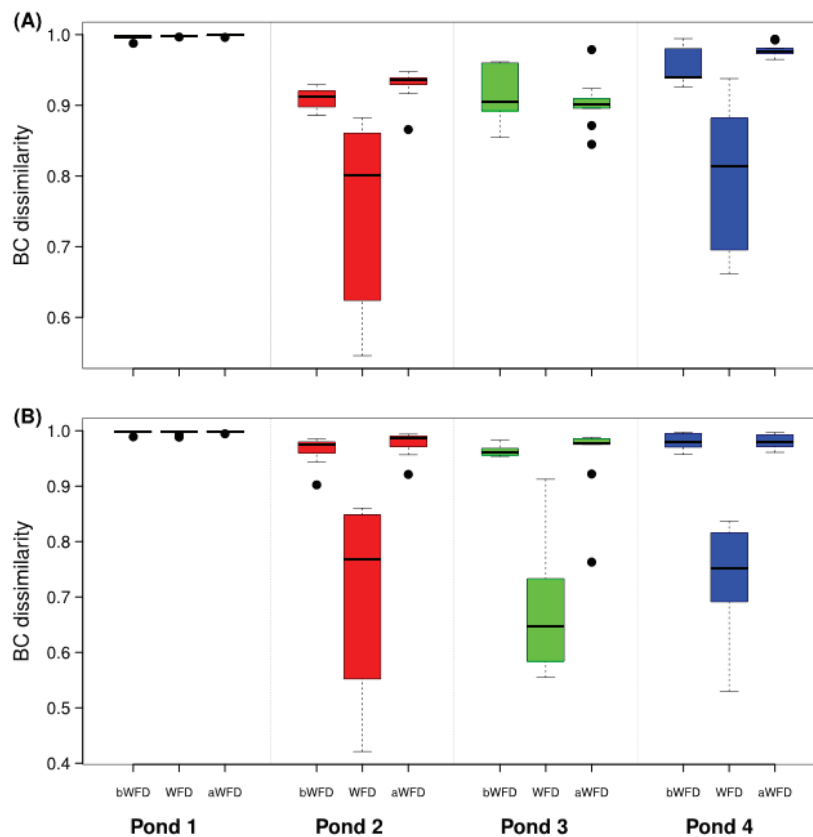 (A)
BC dissimilarity
1.0
0.9
0.8
0.7
0.6
(B)
BC dissimilarity
1.0
0.9
0.8
0.7
0.6
0.5
0.4
bWFD WFD aWFD bWFD WFD aWFD bWFD WFD aWFD bWFD WFD aWFD
Pond 1 Pond 2 Pond 3 Pond 4